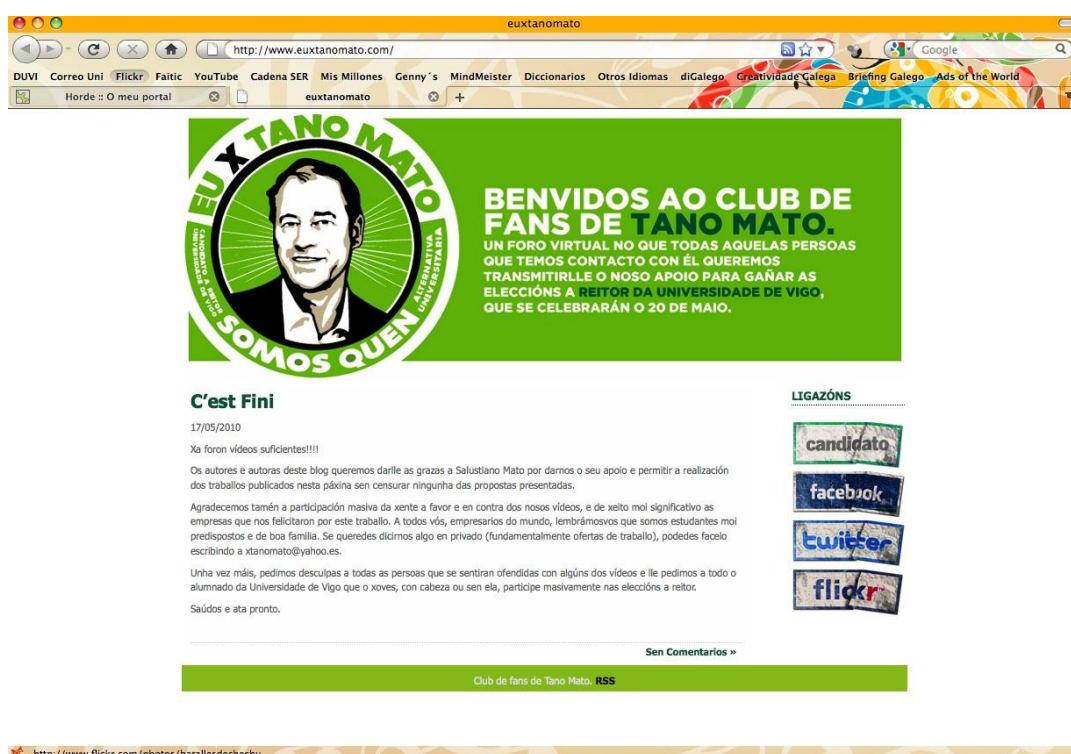 euxtanomato
http://www.euxtanomato.com/
Google
DUVI Correo Uni Flickr Faitic YouTube Cadena SER Mis Millones Genny´s MindMeister Diccionarios Otros Idiomas diGalego Creatividade Galega Briefing Galego Ads of the World
Horde :: O meu portal
euxtanomato
EU X TANO MATO
CANDIDATO A REITOR
UNIVERSIDADE DE VIGO
ALTERNATIVA
UNIVERSITARIA
SOMOS QUEN
BENVIDOS AO CLUB DE
FANS DE TANO MATO.
UN FORO VIRTUAL NO QUE TODAS AQUELAS PERSOAS
QUE TEMOS CONTACTO CON ÉL QUEREMOS
TRANSMITIRLLE O NOSO APOIO PARA GAÑAR AS
ELECCIÓNS A REITOR DA UNIVERSIDADE DE VIGO,
QUE SE CELEBRARÁN O 20 DE MAIO.
C’est Fini
17/05/2010
Xa foron vídeos suficientes!!!!
Os autores e autoras deste blog queremos darlle as grazas a Salustiano Mato por darnos o seu apoio e permitir a realización
dos traballos publicados nesta páxina sen censurar ningunha das propostas presentadas.
Agradecemos tamén a participación masiva da xente a favor e en contra dos nosos vídeos, e de xeito moi significativo as
empresas que nos felicitaron por este traballo. A todos vós, empresarios do mundo, lembrámosvos que somos estudantes moi
predispostos e de boa familia. Se queredes dicirnos algo en privado (fundamentalmente ofertas de traballo), podedes facelo
escribindo a xtanomato@yahoo.es.
Unha vez máis, pedimos desculpas a todas as persoas que se sentiran ofendidas con algúns dos vídeos e lle pedimos a todo o
alumnado da Universidade de Vigo que o xoves, con cabeza ou sen ela, participe masivamente nas eleccións a reitor.
Saúdos e ata pronto.
Sen Comentarios »
LIGAZÓNS
candidato
facebook
twitter
flickr
Club de fans de Tano Mato. RSS